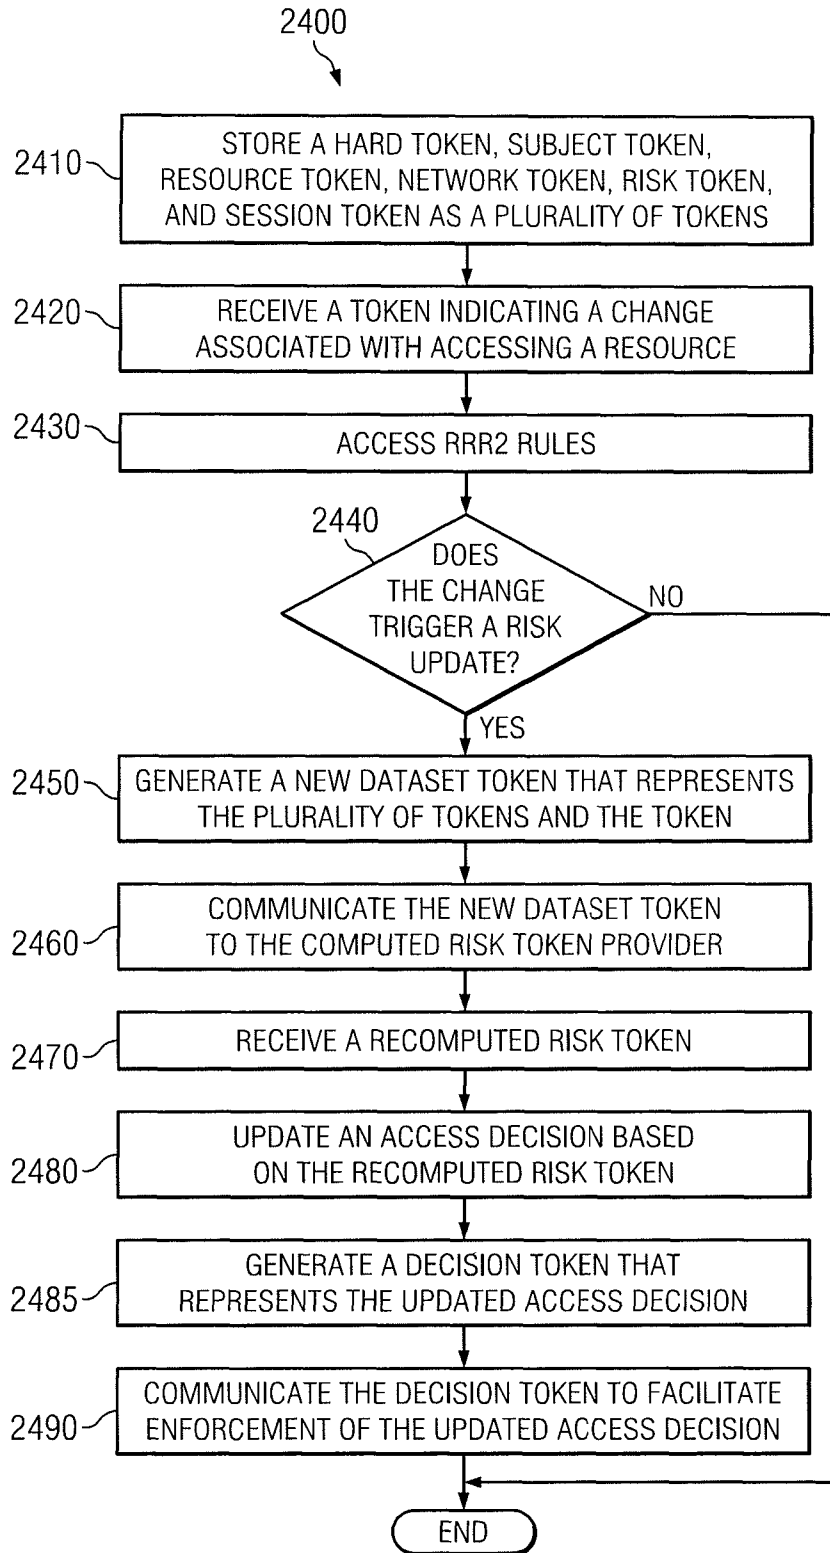 2400
2410
STORE A HARD TOKEN, SUBJECT TOKEN,
RESOURCE TOKEN, NETWORK TOKEN, RISK TOKEN,
AND SESSION TOKEN AS A PLURALITY OF TOKENS
2420
RECEIVE A TOKEN INDICATING A CHANGE
ASSOCIATED WITH ACCESSING A RESOURCE
2430
ACCESS RRR2 RULES
2440
DOES
THE CHANGE
TRIGGER A RISK
UPDATE?
NO
YES
2450
GENERATE A NEW DATASET TOKEN THAT REPRESENTS
THE PLURALITY OF TOKENS AND THE TOKEN
2460
COMMUNICATE THE NEW DATASET TOKEN
TO THE COMPUTED RISK TOKEN PROVIDER
2470
RECEIVE A RECOMPUTED RISK TOKEN
2480
UPDATE AN ACCESS DECISION BASED
ON THE RECOMPUTED RISK TOKEN
2485
GENERATE A DECISION TOKEN THAT
REPRESENTS THE UPDATED ACCESS DECISION
2490
COMMUNICATE THE DECISION TOKEN TO FACILITATE
ENFORCEMENT OF THE UPDATED ACCESS DECISION
END